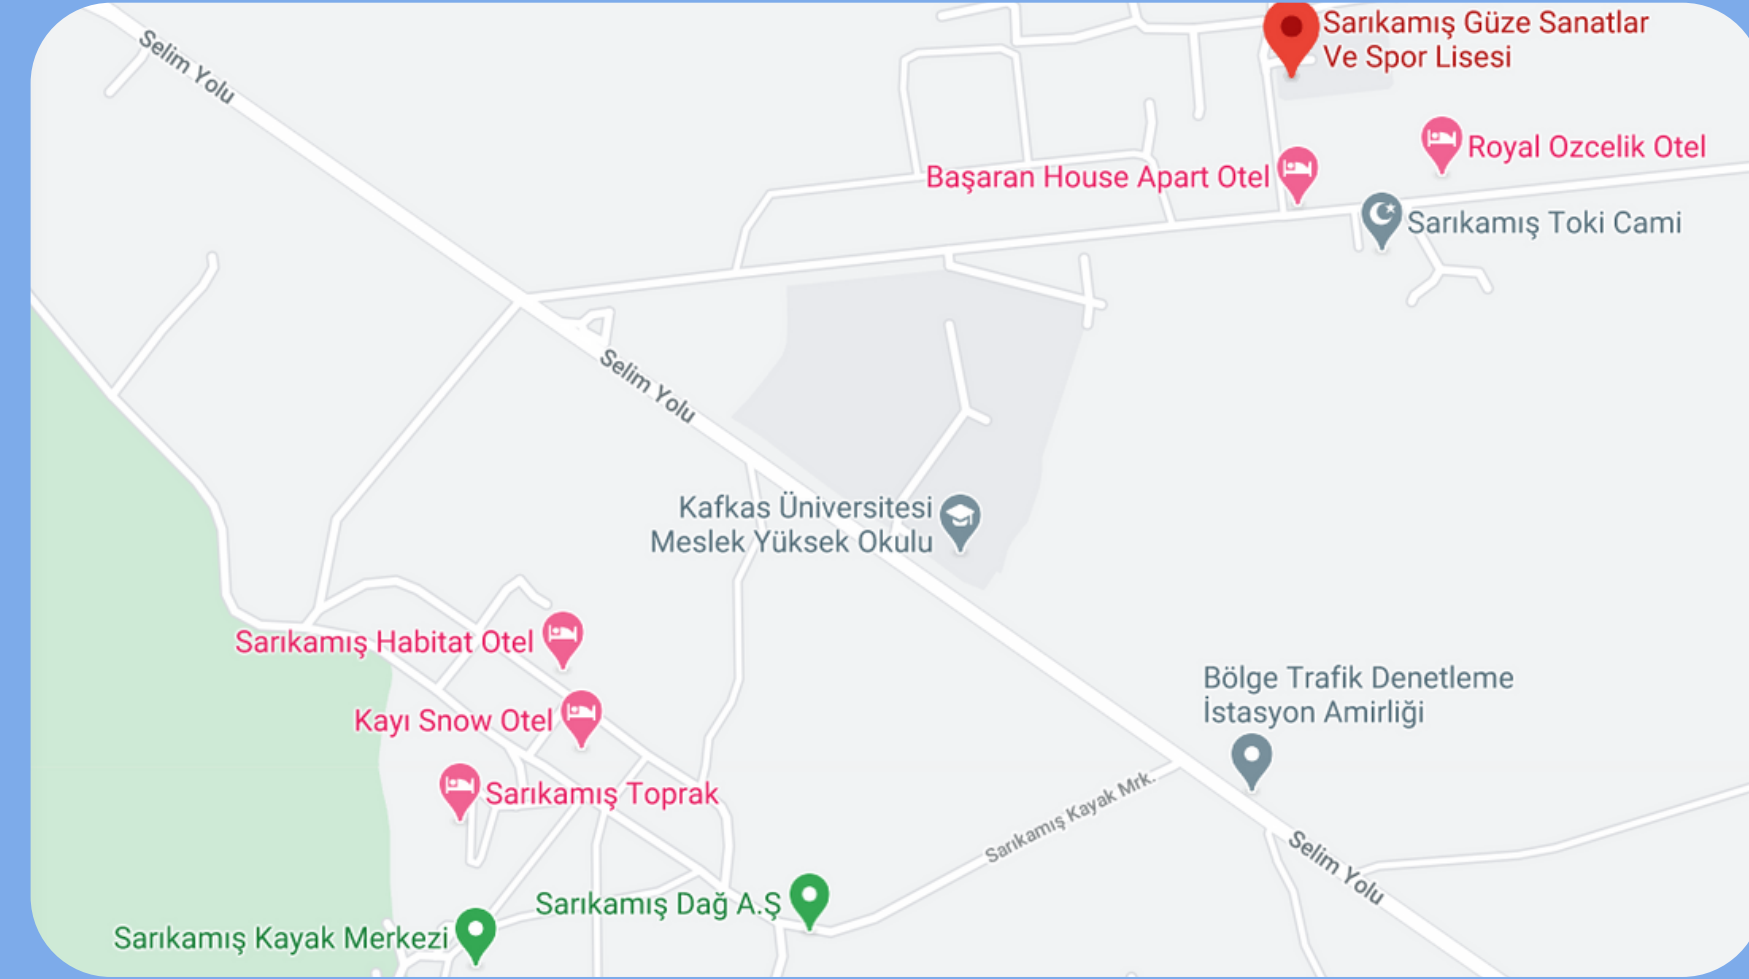 Sarıkamış Güze Sanatlar
Ve Spor Lisesi
Selim Yolu
Royal Ozcelik Otel
Başaran House Apart Otel
Sarıkamış Toki Cami
Selim Yolu
Kafkas Üniversitesi
Meslek Yüksek Okulu
Sarıkamış Habitat Otel
Bölge Trafik Denetleme
İstasyon Amirliği
Kayı Snow Otel
Sarıkamış Toprak
Sarıkamış Kayak Mrk.
Selim Yolu
Sarıkamış Dağ A.Ş
Sarıkamış Kayak Merkezi